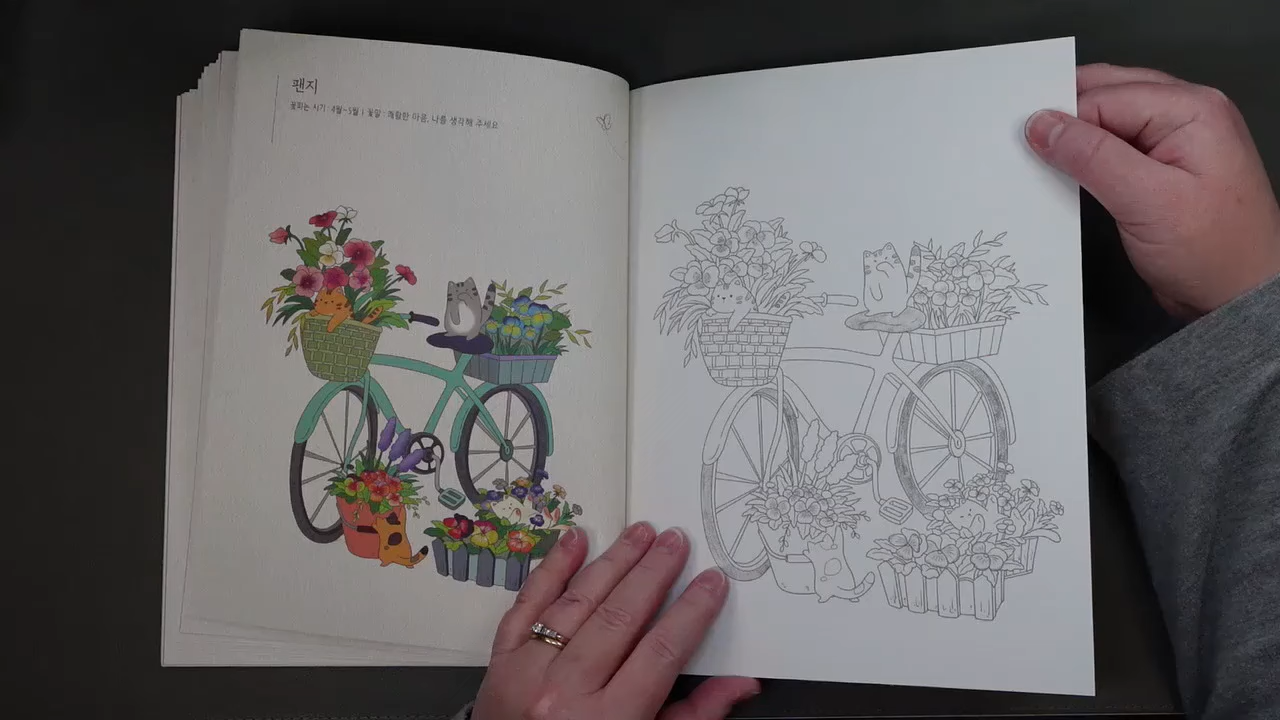 팬지
꽃피는 시기 : 4월~5월 | 꽃말 : 쾌활한 마음, 나를 생각해 주세요